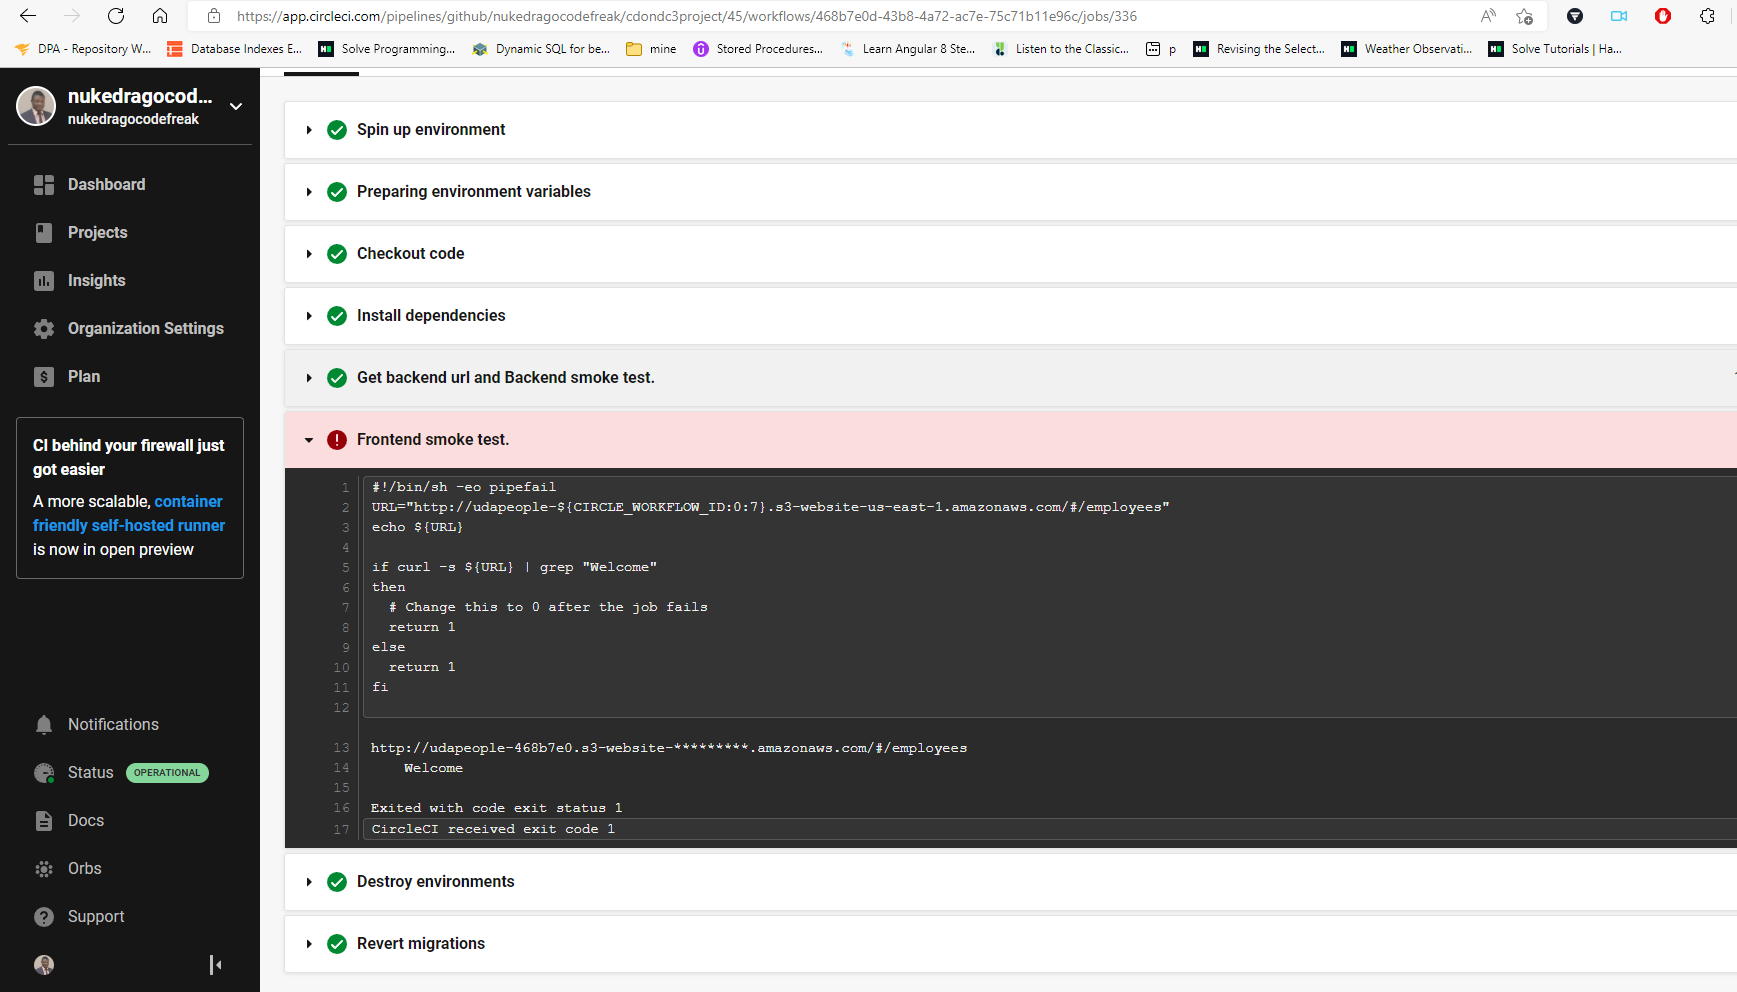 https://app.circleci.com/pipelines/github/nukedragocodefreak/cdondc3project/45/workflows/468b7e0d-43b8-4a72-ac7e-75c71b11e96c/jobs/336
DPA - Repository W... Database Indexes E... Solve Programming... Dynamic SQL for be... mine Stored Procedures... Learn Angular 8 Ste... Listen to the Classic... p Revising the Select... Weather Observati... Solve Tutorials | Ha...
nukedragocod...
nukedragocodefreak
Dashboard
Projects
Insights
Organization Settings
Plan
CI behind your firewall just
got easier
A more scalable, container
friendly self-hosted runner
is now in open preview
Notifications
Status OPERATIONAL
Docs
Orbs
Support
Spin up environment
Preparing environment variables
Checkout code
Install dependencies
Get backend url and Backend smoke test.
Frontend smoke test.
1 #!/bin/sh -eo pipefail
2 URL="http://udapeople-${CIRCLE_WORKFLOW_ID:0:7}.s3-website-us-east-1.amazonaws.com/#/employees"
3 echo ${URL}
4
5 if curl -s ${URL} | grep "Welcome"
6 then
7 # Change this to 0 after the job fails
8 return 1
9 else
10 return 1
11 fi
12
13 http://udapeople-468b7e0.s3-website-*********.amazonaws.com/#/employees
14 Welcome
15
16 Exited with code exit status 1
17 CircleCI received exit code 1
Destroy environments
Revert migrations